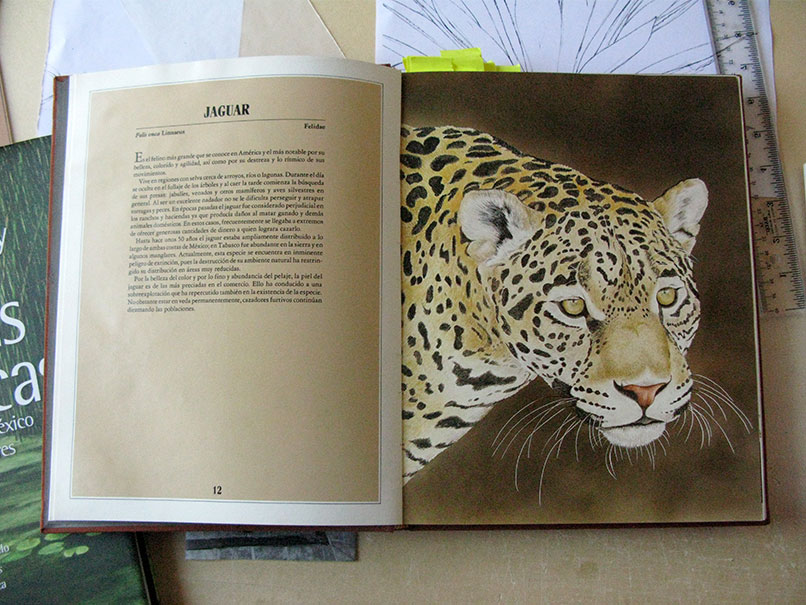 JAGUAR
Felis onca Linnaeus Felidae
Es el felino más grande que se conoce en América y el más notable por su
belleza, colorido y agilidad, así como por su destreza y lo rítmico de sus
movimientos.
Vive en regiones con selva cerca de arroyos, ríos o lagunas. Durante el día
se oculta en el follaje de los árboles y al caer la tarde comienza la búsqueda
de sus presas: jabalíes, venados y otros mamíferos y aves silvestres en
general. Al ser un excelente nadador no se le dificulta perseguir y atrapar
tortugas y peces. En épocas pasadas el jaguar fue considerado perjudicial en
los ranchos y haciendas ya que producía daños al matar ganado y demás
animales domésticos. En estos casos, frecuentemente se llegaba a extremos
de ofrecer generosas cantidades de dinero a quien lograra cazarlo.
Hasta hace unos 50 años el jaguar estaba ampliamente distribuido a lo
largo de ambas costas de México; en Tabasco fue abundante en la sierra y en
algunos manglares. Actualmente, esta especie se encuentra en inminente
peligro de extinción, pues la destrucción de su ambiente natural ha restrin-
gido su distribución en áreas muy reducidas.
Por la belleza del color y por lo fino y abundancia del pelaje, la piel del
jaguar es de las más preciadas en el comercio. Ello ha conducido a una
sobreexplotación que ha repercutido también en la existencia de la especie.
No obstante estar en veda permanentemente, cazadores furtivos continúan
diezmando las poblaciones.
12
y
s
cas
éxico
res